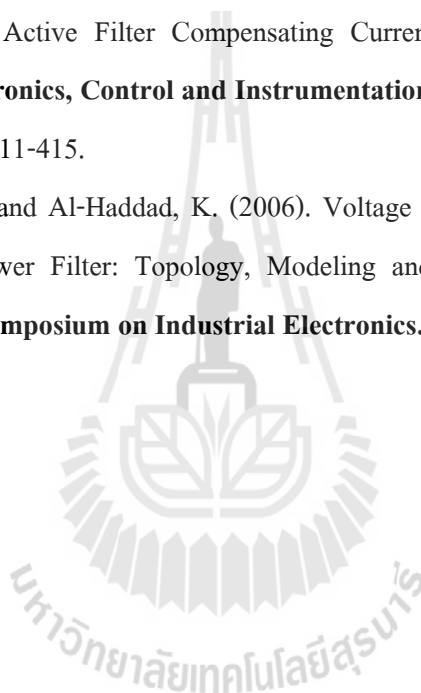 Active Filter Compensating Curren
ronics, Control and Instrumentation
11-415.
and Al-Haddad, K. (2006). Voltage
wer Filter: Topology, Modeling and
mposium on Industrial Electronics.
มหาวิทยาลัยเทคโนโลยีสุรนารี